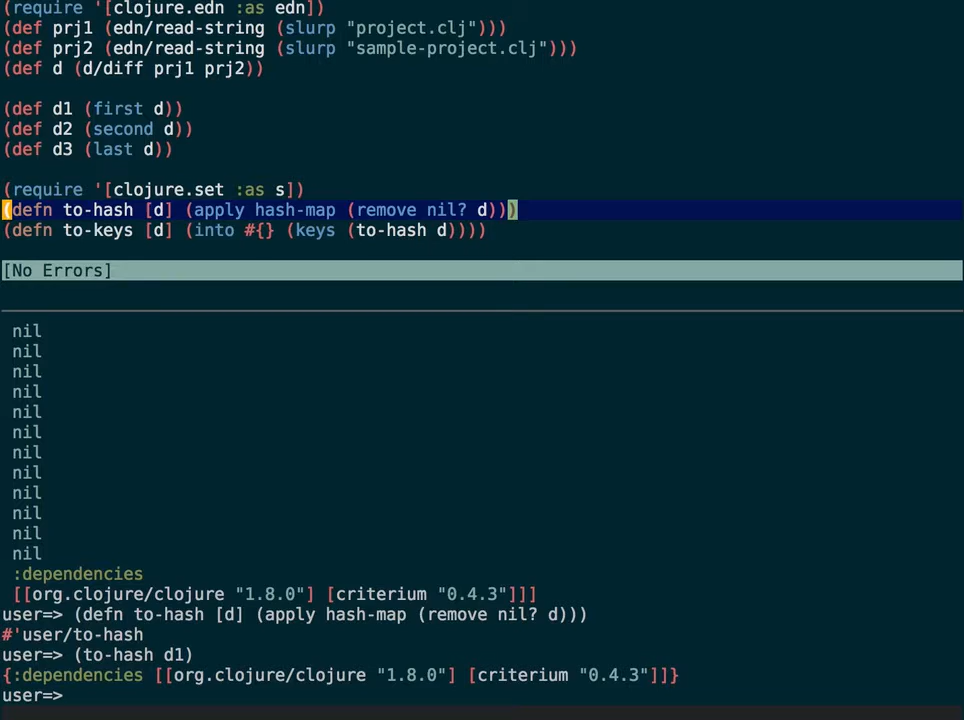 (require '[clojure.edn :as edn])
(def prj1 (edn/read-string (slurp "project.clj")))
(def prj2 (edn/read-string (slurp "sample-project.clj")))
(def d (d/diff prj1 prj2))
(def d1 (first d))
(def d2 (second d))
(def d3 (last d))
(require '[clojure.set :as s])
(defn to-hash [d] (apply hash-map (remove nil? d)))
(defn to-keys [d] (into #{} (keys (to-hash d))))
[No Errors]
nil
nil
nil
nil
nil
nil
nil
nil
nil
nil
nil
nil
:dependencies
[[org.clojure/clojure "1.8.0"] [criterium "0.4.3"]]]
user=> (defn to-hash [d] (apply hash-map (remove nil? d)))
#'user/to-hash
user=> (to-hash d1)
{:dependencies [[org.clojure/clojure "1.8.0"] [criterium "0.4.3"]]}
user=>